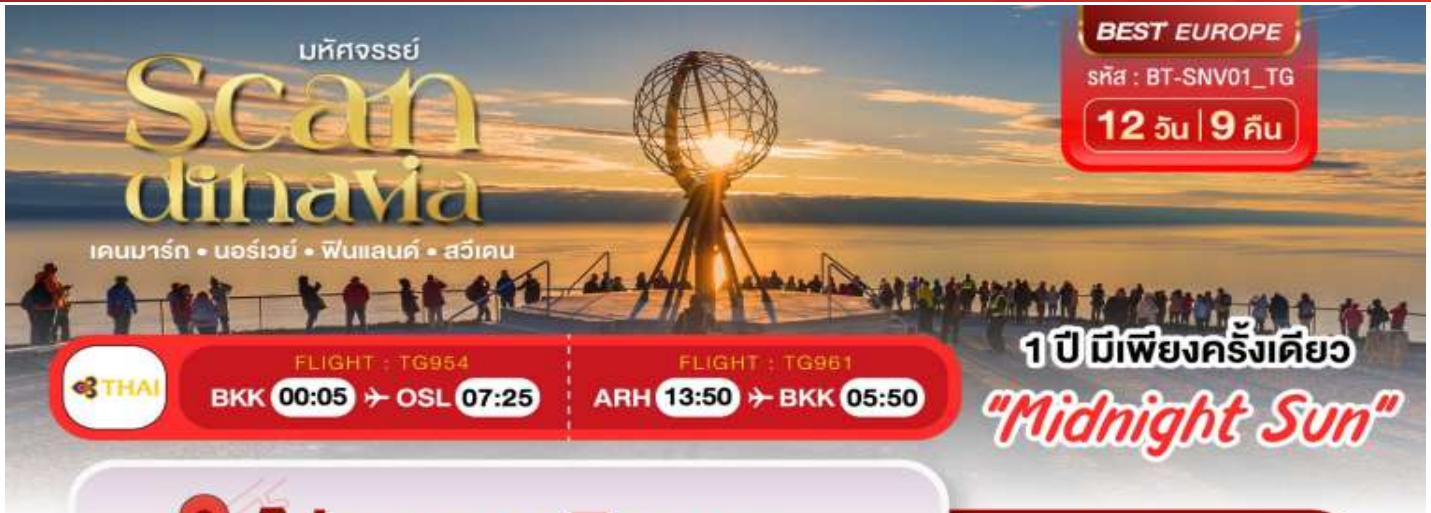 มหัศจรรย์
Scan
dinavia
เดนมาร์ก • นอร์เวย์ • ฟินแลนด์ • สวีเดน
BEST EUROPE
รหัส : BT-SNV01_TG
12 วัน | 9 คืน
THAI
FLIGHT : TG954
BKK 00:05 OSL 07:25
FLIGHT : TG961
ARH 13:50 BKK 05:50
1 ปี มีเพียงครั้งเดียว
"Midnight Sun"